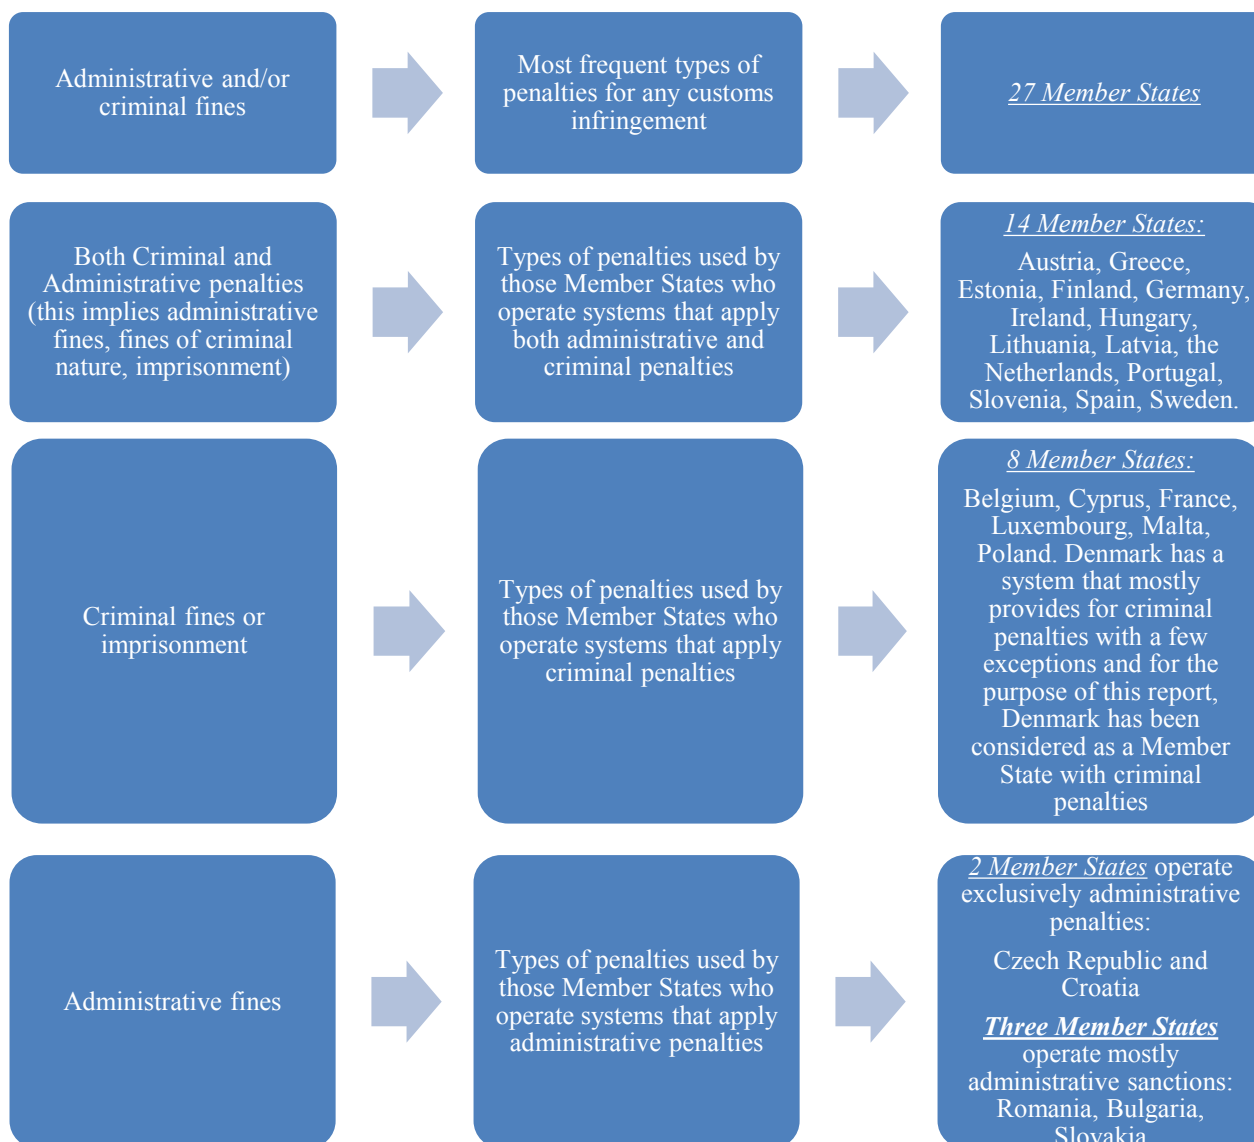 Administrative and/or
criminal fines
Most frequent types of
penalties for any customs
infringement
27 Member States
Both Criminal and
Administrative penalties
(this implies administrative
fines, fines of criminal
nature, imprisonment)
Types of penalties used by
those Member States who
operate systems that apply
both administrative and
criminal penalties
14 Member States:
Austria, Greece,
Estonia, Finland, Germany,
Ireland, Hungary,
Lithuania, Latvia, the
Netherlands, Portugal,
Slovenia, Spain, Sweden.
Criminal fines or
imprisonment
Types of penalties used by
those Member States who
operate systems that apply
criminal penalties
8 Member States:
Belgium, Cyprus, France,
Luxembourg, Malta,
Poland. Denmark has a
system that mostly
provides for criminal
penalties with a few
exceptions and for the
purpose of this report,
Denmark has been
considered as a Member
State with criminal
penalties
Administrative fines
Types of penalties used by
those Member States who
operate systems that apply
administrative penalties
2 Member States operate
exclusively administrative
penalties:
Czech Republic and
Croatia
Three Member States
operate mostly
administrative sanctions:
Romania, Bulgaria,
Slovakia